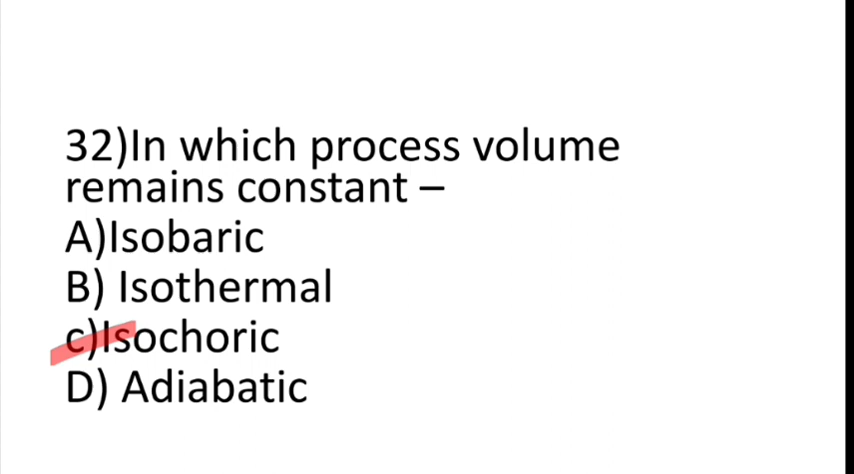 32)In which process volume
remains constant –
A)Isobaric
B) Isothermal
c)Isochoric
D) Adiabatic